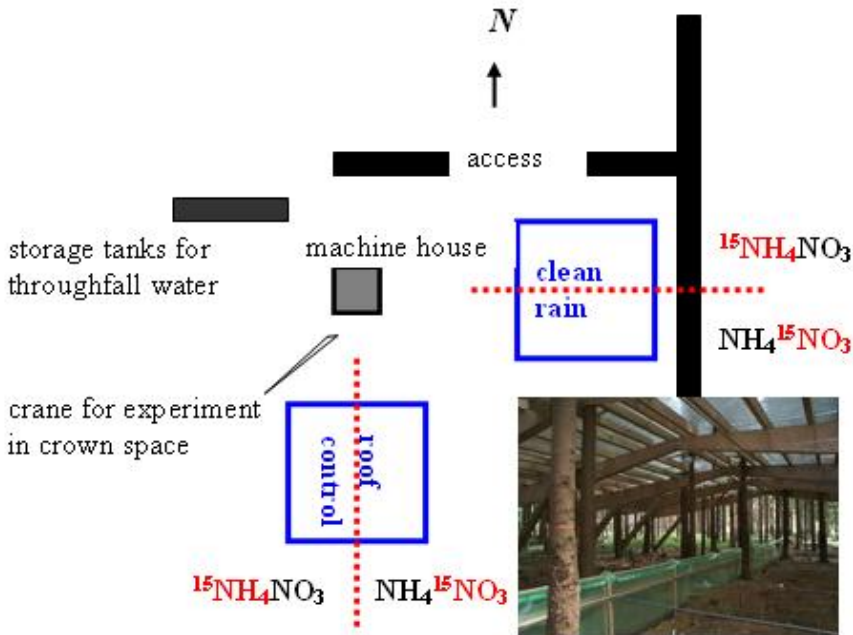 N
access
storage tanks for
throughfall water
machine house
clean
rain
¹⁵NH₄NO₃
NH₄¹⁵NO₃
crane for experiment
in crown space
roof
control
¹⁵NH₄NO₃
NH₄¹⁵NO₃